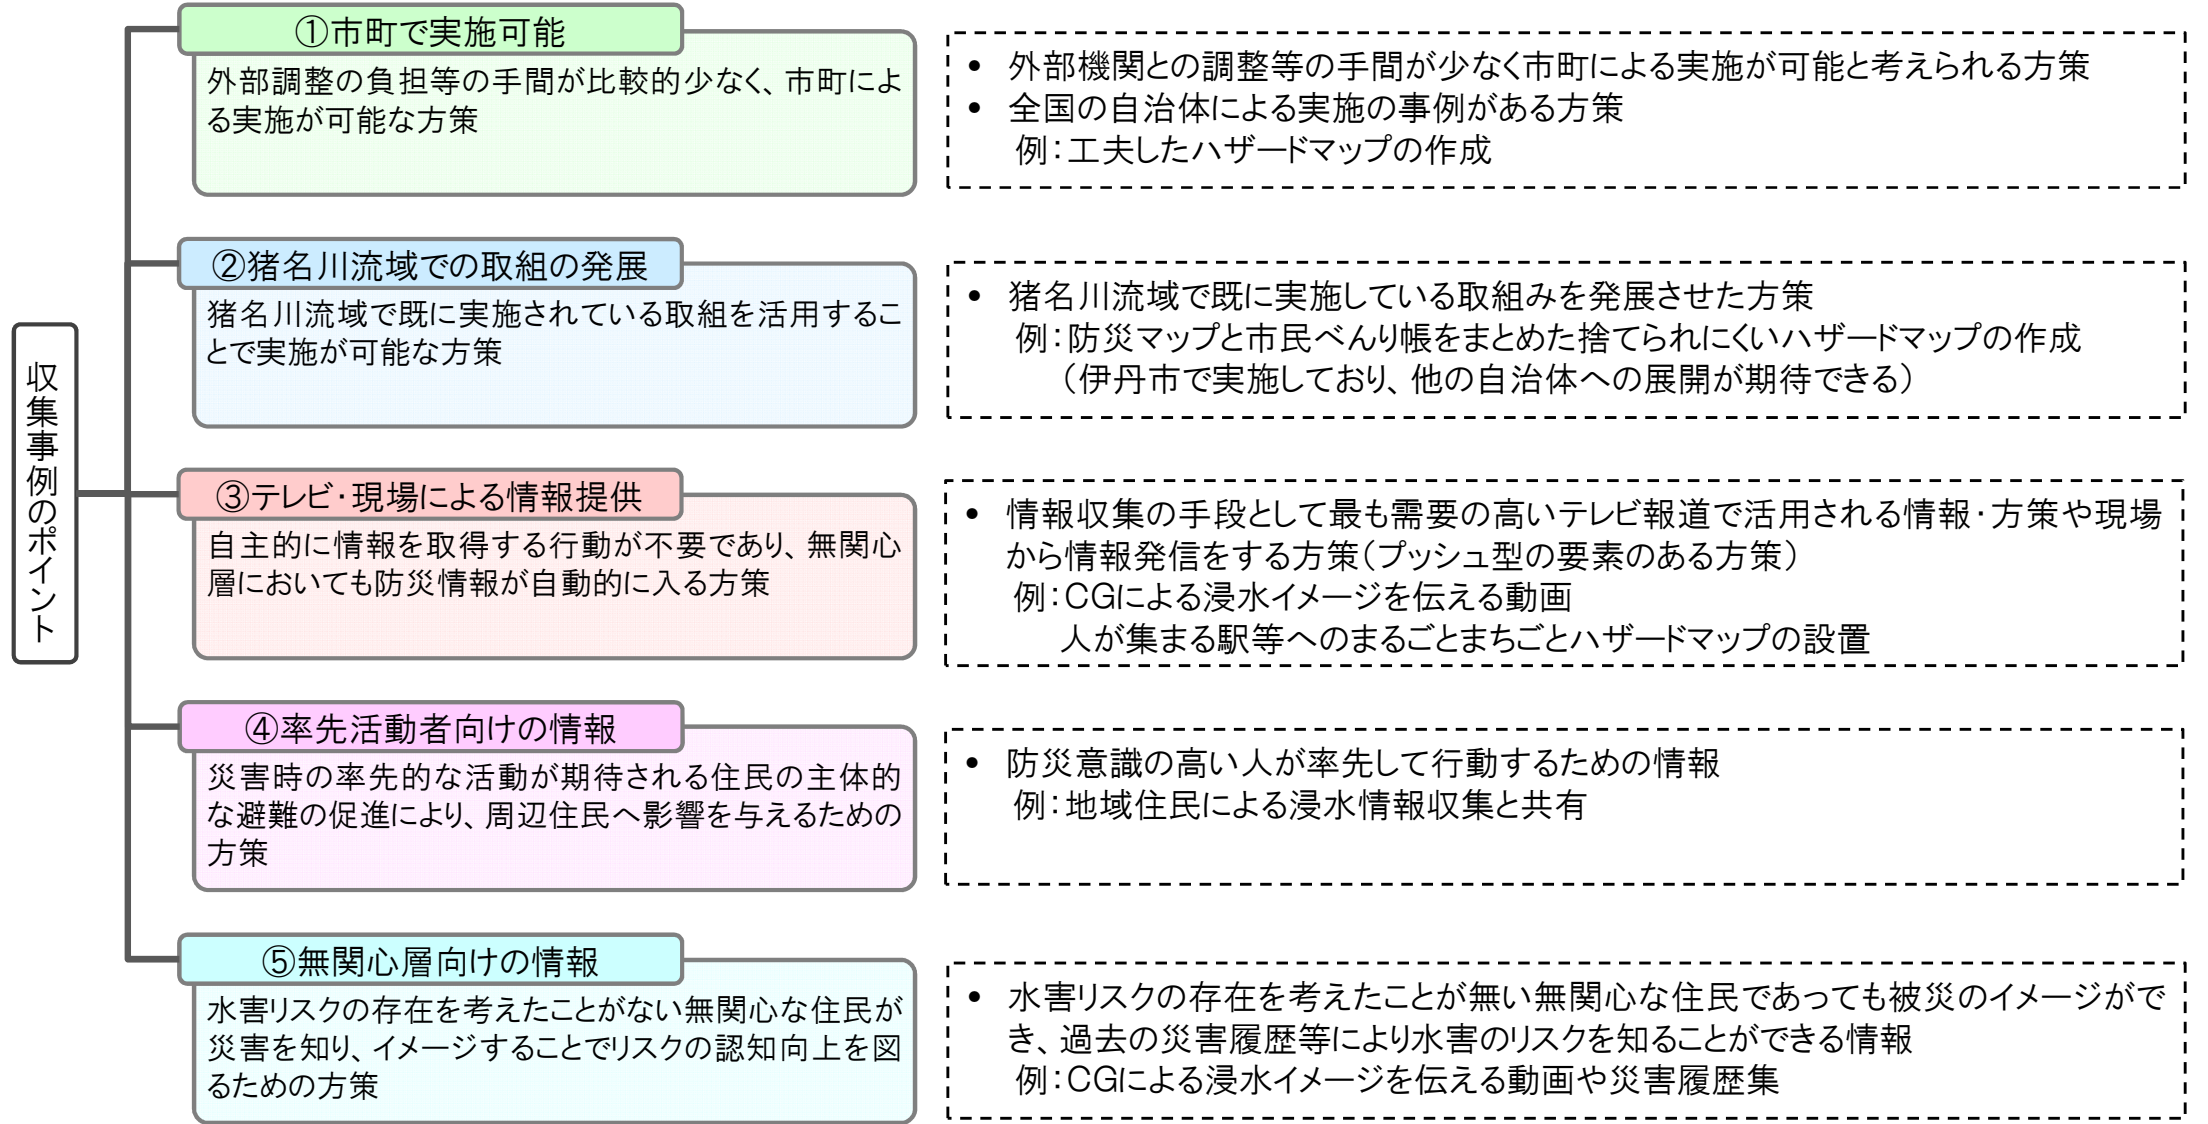 収集事例のポイント
①市町で実施可能
外部調整の負担等の手間が比較的少なく、市町によ
る実施が可能な方策
• 外部機関との調整等の手間が少なく市町による実施が可能と考えられる方策
• 全国の自治体による実施の事例がある方策
例：工夫したハザードマップの作成
②猪名川流域での取組の発展
猪名川流域で既に実施されている取組を活用するこ
とで実施が可能な方策
• 猪名川流域で既に実施している取組みを発展させた方策
例：防災マップと市民べんり帳をまとめた捨てられにくいハザードマップの作成
（伊丹市で実施しており、他の自治体への展開が期待できる）
③テレビ・現場による情報提供
自主的に情報を取得する行動が不要であり、無関心
層においても防災情報が自動的に入る方策
• 情報収集の手段として最も需要の高いテレビ報道で活用される情報・方策や現場
から情報発信をする方策（プッシュ型の要素のある方策）
例：CGによる浸水イメージを伝える動画
人が集まる駅等へのまるごとまちごとハザードマップの設置
④率先活動者向けの情報
災害時の率先的な活動が期待される住民の主体的
な避難の促進により、周辺住民へ影響を与えるための
方策
• 防災意識の高い人が率先して行動するための情報
例：地域住民による浸水情報収集と共有
⑤無関心層向けの情報
水害リスクの存在を考えたことがない無関心な住民が
災害を知り、イメージすることでリスクの認知向上を図
るための方策
• 水害リスクの存在を考えたことが無い無関心な住民であっても被災のイメージがで
き、過去の災害履歴等により水害のリスクを知ることができる情報
例：CGによる浸水イメージを伝える動画や災害履歴集